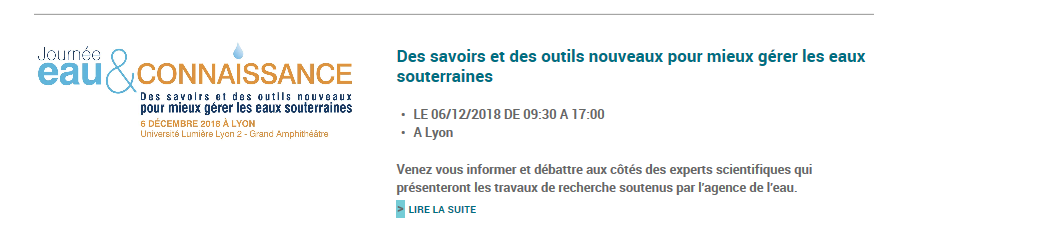 Journée
eau & CONNAISSANCE
Des savoirs et des outils nouveaux
pour mieux gérer les eaux souterraines
6 DÉCEMBRE 2018 À LYON
Université Lumière Lyon 2 - Grand Amphithéâtre
Des savoirs et des outils nouveaux pour mieux gérer les eaux
souterraines
• LE 06/12/2018 DE 09:30 A 17:00
• A Lyon
Venez vous informer et débattre aux côtés des experts scientifiques qui
présenteront les travaux de recherche soutenus par l'agence de l'eau.
> LIRE LA SUITE